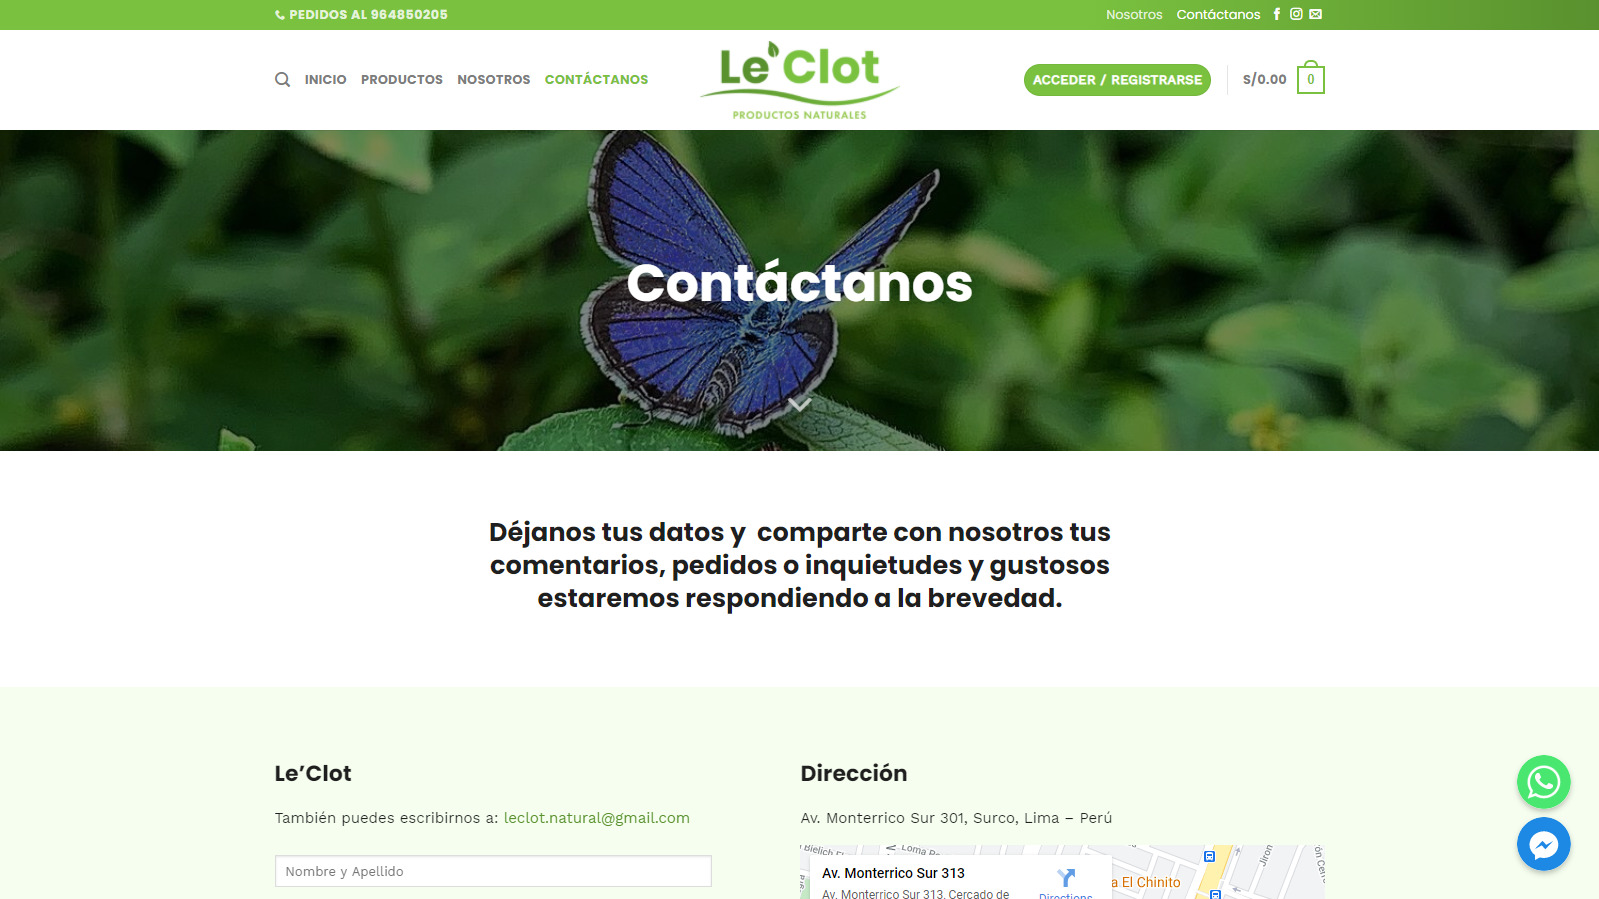 PEDIDOS AL 964850205
Nosotros Contáctanos
INICIO PRODUCTOS NOSOTROS CONTÁCTANOS
Le'Clot
PRODUCTOS NATURALES
ACCEDER / REGISTRARSE
S/0.00 0
Contáctanos
Déjanos tus datos y comparte con nosotros tus
comentarios, pedidos o inquietudes y gustosos
estaremos respondiendo a la brevedad.
Le’Clot
También puedes escribirnos a: leclot.natural@gmail.com
Nombre y Apellido
Dirección
Av. Monterrico Sur 301, Surco, Lima – Perú
Av. Monterrico Sur 313
Av. Monterrico Sur 313, Cercado de
Directions
a El Chinito
Loma
Jiron